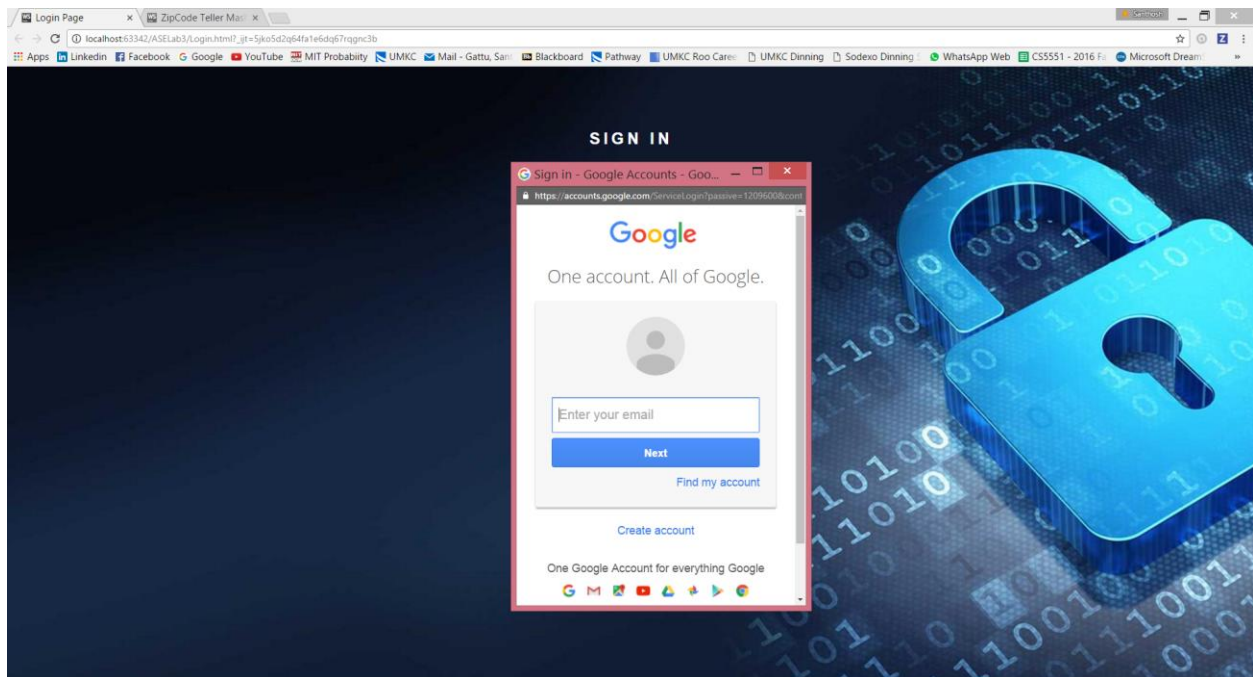 Login Page
ZipCode Teller Mas
Santhosh
localhost:63342/ASELab3/Login.html?_ijt=5jko5d2q64fa1e6dq67rqgnc3b
Apps Linkedin Facebook Google YouTube MIT Probabiity UMKC Mail - Gattu, San Blackboard Pathway UMKC Roo Caree UMKC Dinning Sodexo Dinning S WhatsApp Web CS5551 - 2016 Fa Microsoft Dream
SIGN IN
Sign in - Google Accounts - Goo...
https://accounts.google.com/ServiceLogin?passive=1209600&cont
Google
One account. All of Google.
Enter your email
Next
Find my account
Create account
One Google Account for everything Google